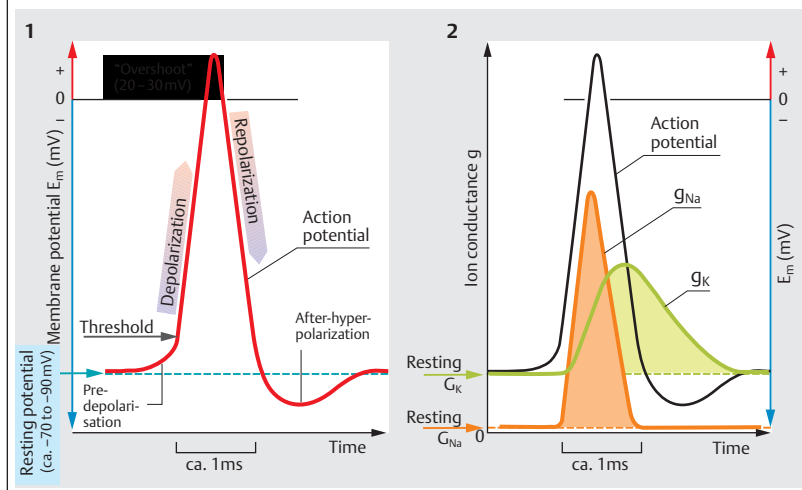 1
+
0
–
Membrane potential Em (mV)
Resting potential
(ca. –70 to –90mV)
"Overshoot"
(20–30mV)
Depolarization
Repolarization
Action
potential
Threshold
After-hyper-
polarization
Pre-
depolari-
sation
Time
ca. 1ms
2
Ion conductance g
Action
potential
gNa
gK
+
0
–
Em (mV)
Resting
GK
Resting
GNa
0
Time
ca. 1ms